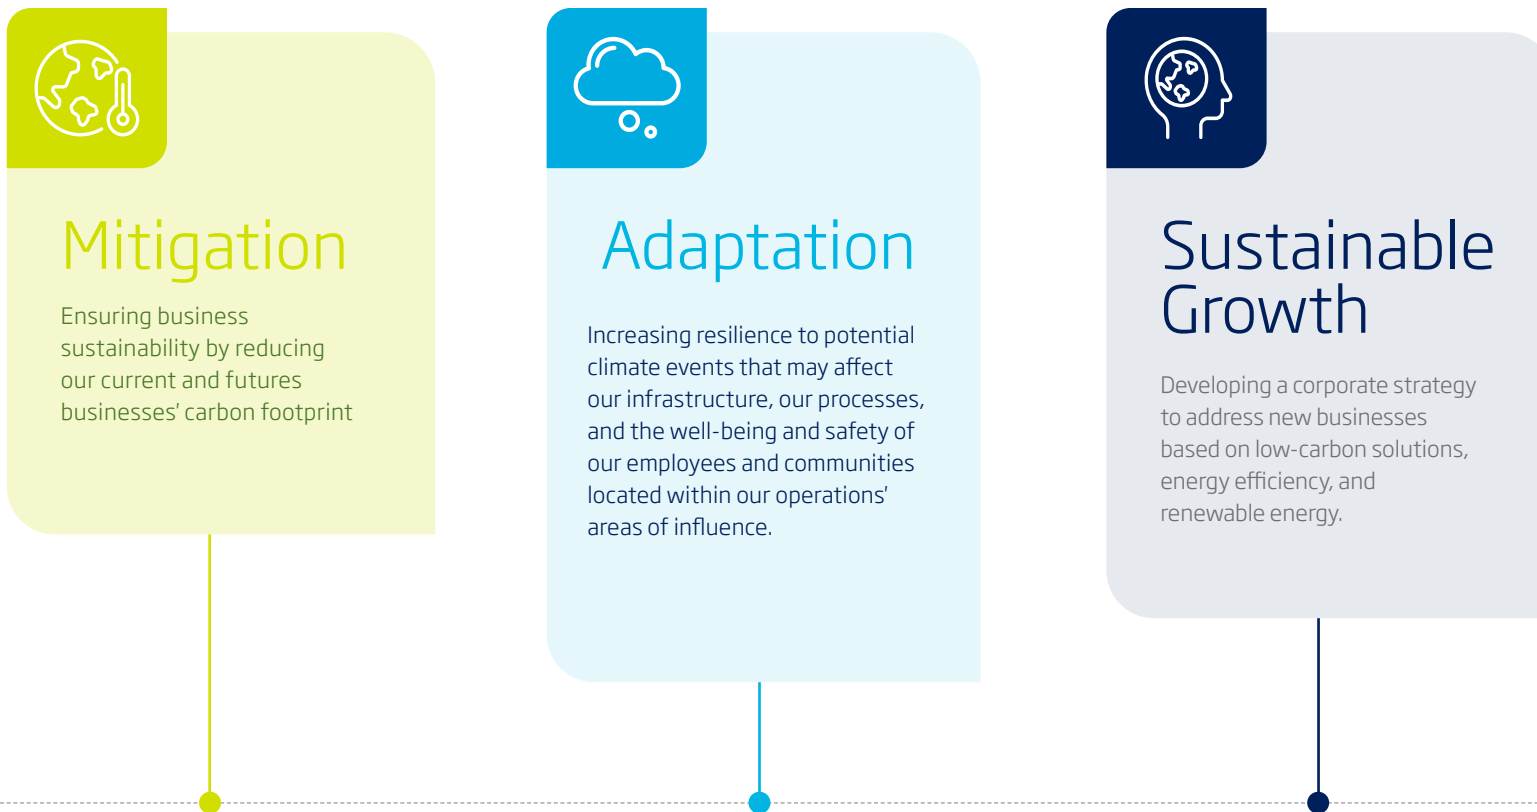 Mitigation
Ensuring business
sustainability by reducing
our current and futures
businesses' carbon footprint
Adaptation
Increasing resilience to potential
climate events that may affect
our infrastructure, our processes,
and the well-being and safety of
our employees and communities
located within our operations'
areas of influence.
Sustainable
Growth
Developing a corporate strategy
to address new businesses
based on low-carbon solutions,
energy efficiency, and
renewable energy.